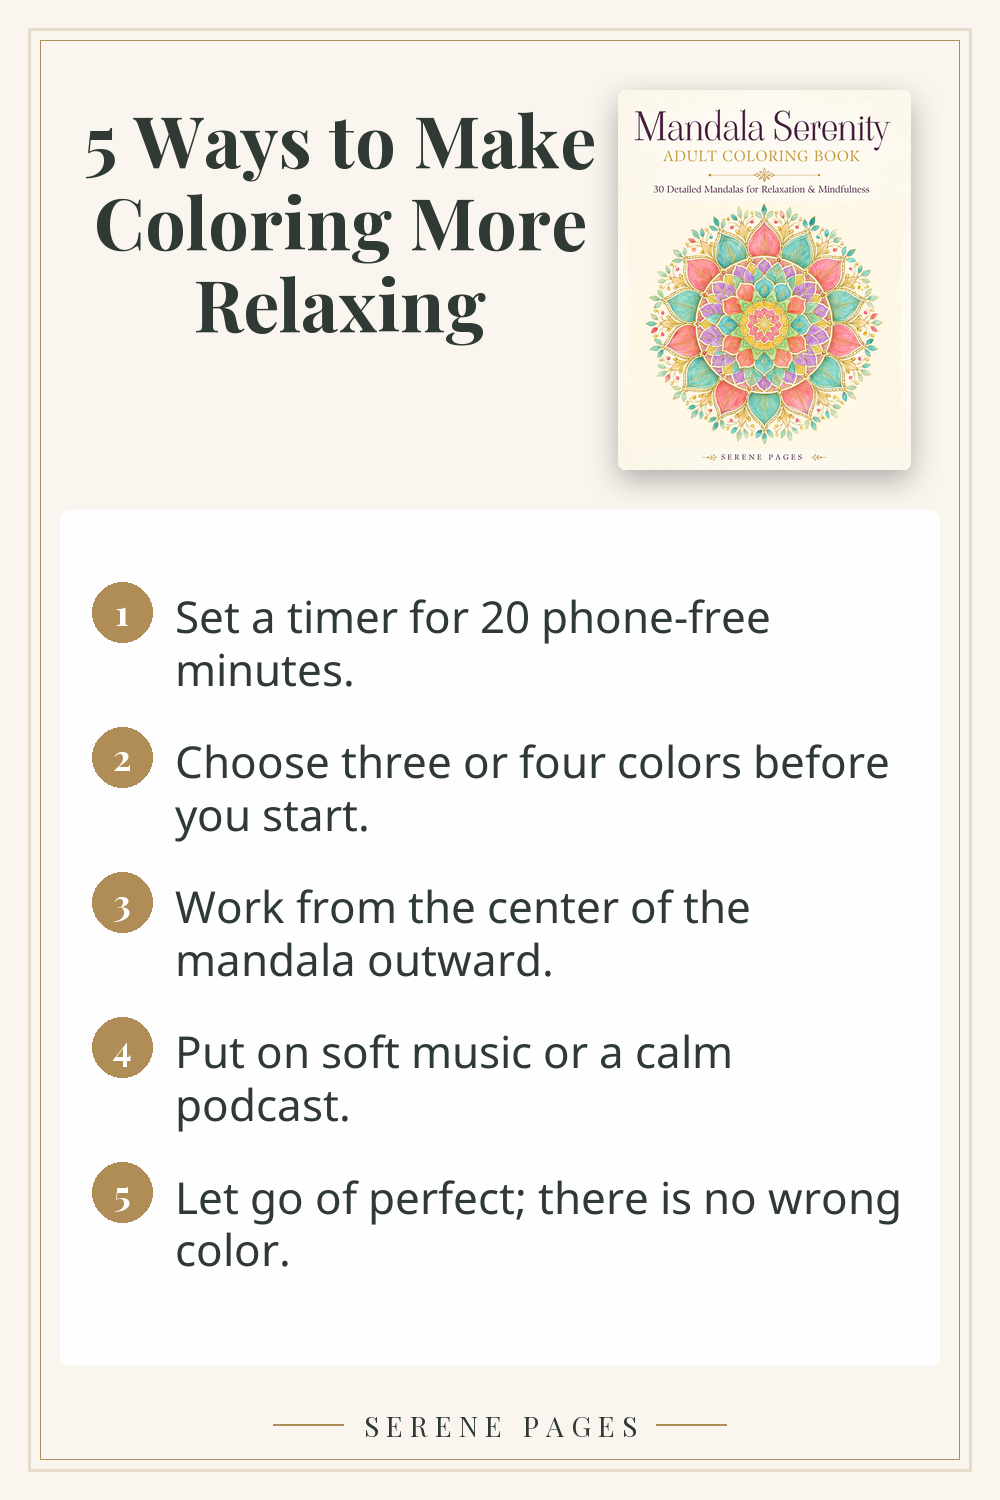 5 Ways to Make
Coloring More
Relaxing
Mandala Serenity
ADULT COLORING BOOK
30 Detailed Mandalas for Relaxation & Mindfulness
SERENE PAGES
1 Set a timer for 20 phone-free
minutes.
2 Choose three or four colors before
you start.
3 Work from the center of the
mandala outward.
4 Put on soft music or a calm
podcast.
5 Let go of perfect; there is no wrong
color.
SERENE PAGES